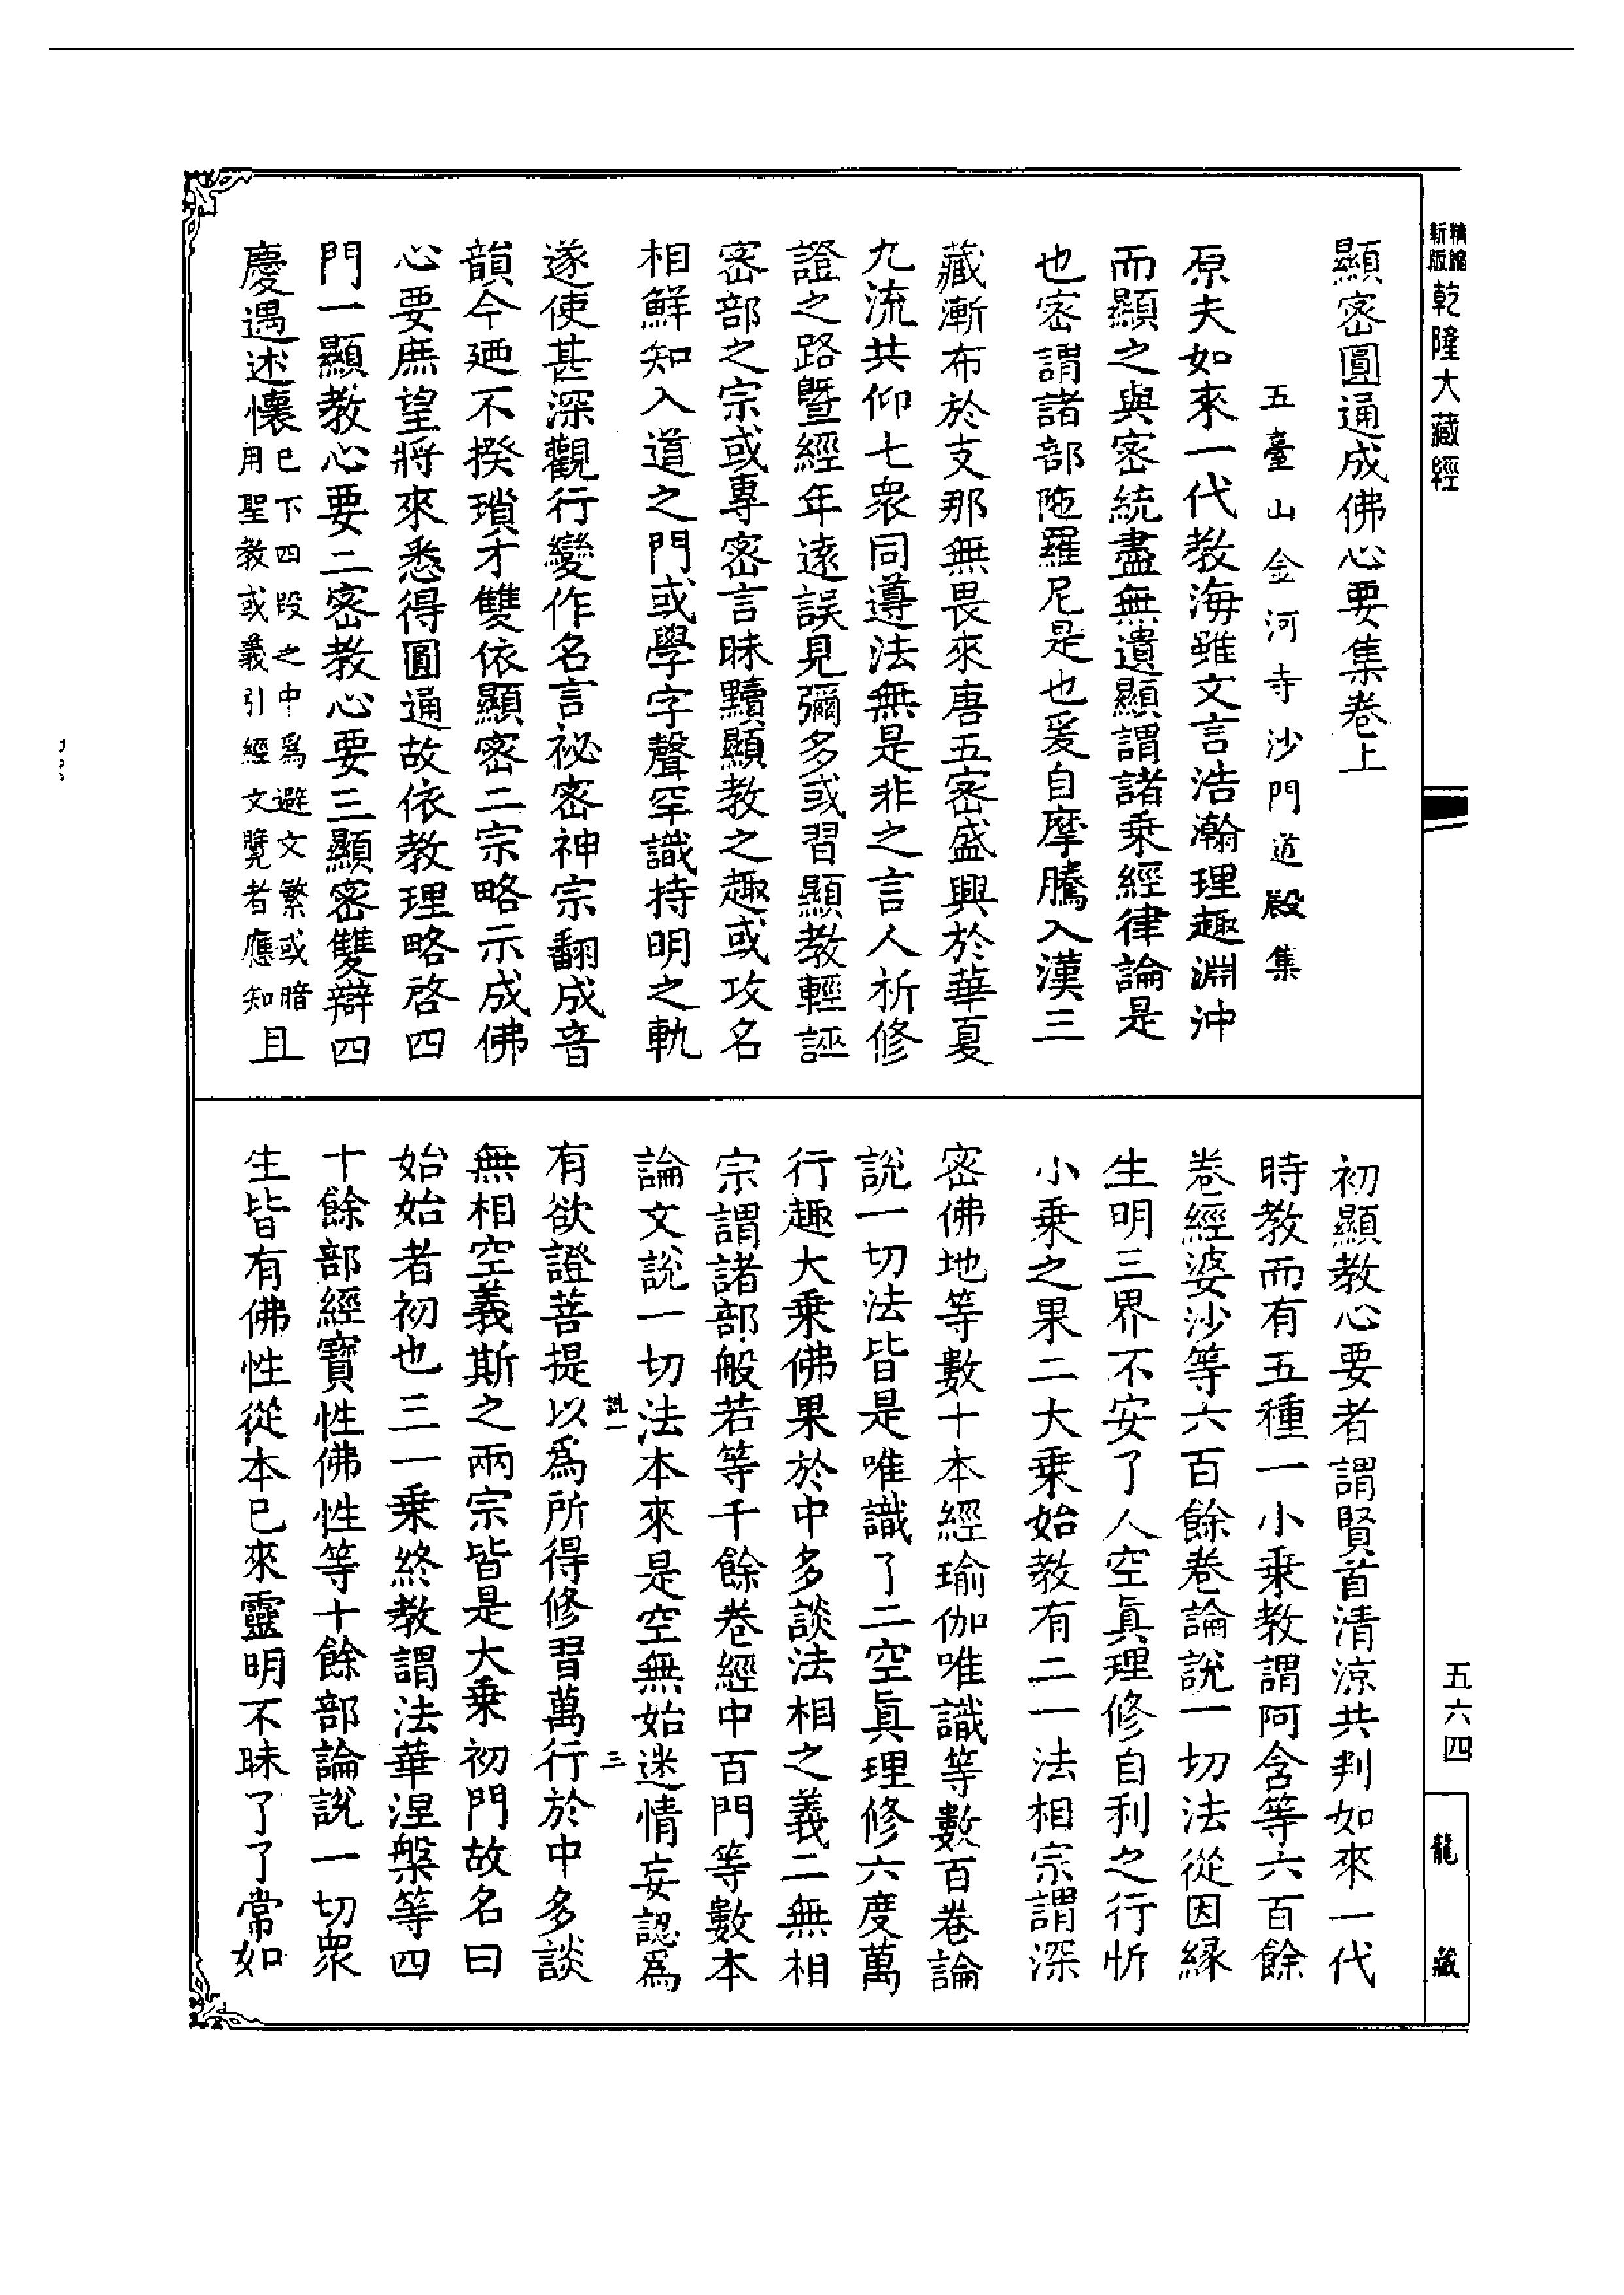 精縮
新版
乾隆大藏經
顯密圓通成佛心要集卷上
五臺山金河寺沙門道㲀集
原夫如來一代教海雖文言浩瀚理趣淵沖
而顯之與密統盡無遺顯謂諸乘經律論是
也密謂諸部陁羅尼是也爰自摩騰入漢三
藏漸布於支那無畏來唐五密盛興於華夏
九流共仰七衆同遵法無是非之言人析修
證之路暨經年遠誤見彌多或習顯教輕誣
密部之宗或專密言昧黷顯教之趣或攻名
相鮮知入道之門或學字聲罕識持明之軌
遂使甚深觀行變作名言祕密神宗翻成音
韻今廼不揆瑣才雙依顯密二宗略示成佛
心要庶望將來悉得圓通故依教理略啓四
門一顯教心要二密教心要三顯密雙辯四
慶遇述懷
巳下四段之中爲避文繁或暗
用聖教或義引經文覽者應知
且
初顯教心要者謂賢首清涼共判如來一代
時教而有五種一小乘教謂阿含等六百餘
卷經婆沙等六百餘卷論說一切法從因緣
生明三界不安了人空眞理修自利之行忻
小乘之果二大乘始教有二一法相宗謂深
密佛地等數十本經瑜伽唯識等數百卷論
說一切法皆是唯識了二空眞理修六度萬
行趣大乘佛果於中多談法相之義二無相
宗謂諸部般若等千餘卷經中百門等數本
論文說一切法本來是空無始迷情妄認爲
有欲證菩提以爲所得修習萬行於中多談
無相空義斯之兩宗皆是大乘初門故名曰
始始者初也三一乘終教謂法華涅槃等四
十餘部經寶性佛性等十餘部論說一切衆
生皆有佛性從本巳來靈明不昧了了常如
一
三
五六四
龍藏